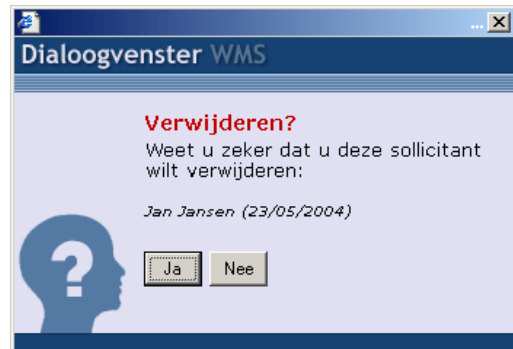 ...
Dialoogvenster WMS
Verwijderen?
Weet u zeker dat u deze sollicitant
wilt verwijderen:
Jan Jansen (23/05/2004)
?
Ja Nee